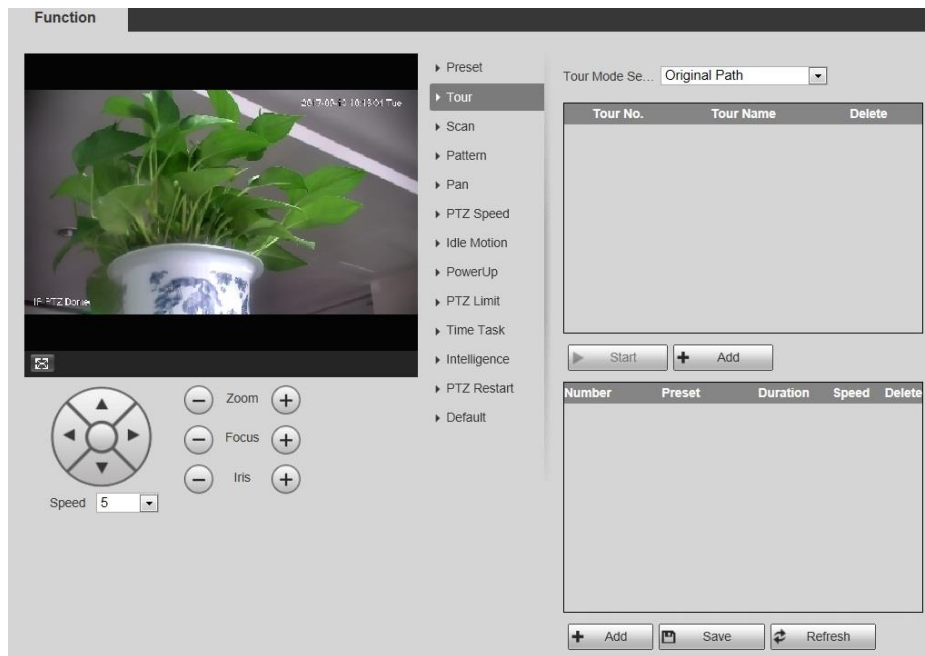 Function
IP PTZ Dome
Zoom
Focus
Iris
Speed 5
Preset
Tour
Scan
Pattern
Pan
PTZ Speed
Idle Motion
PowerUp
PTZ Limit
Time Task
Intelligence
PTZ Restart
Default
Tour Mode Se... Original Path
Tour No. Tour Name Delete
Start Add
Number Preset Duration Speed Delete
Add Save Refresh